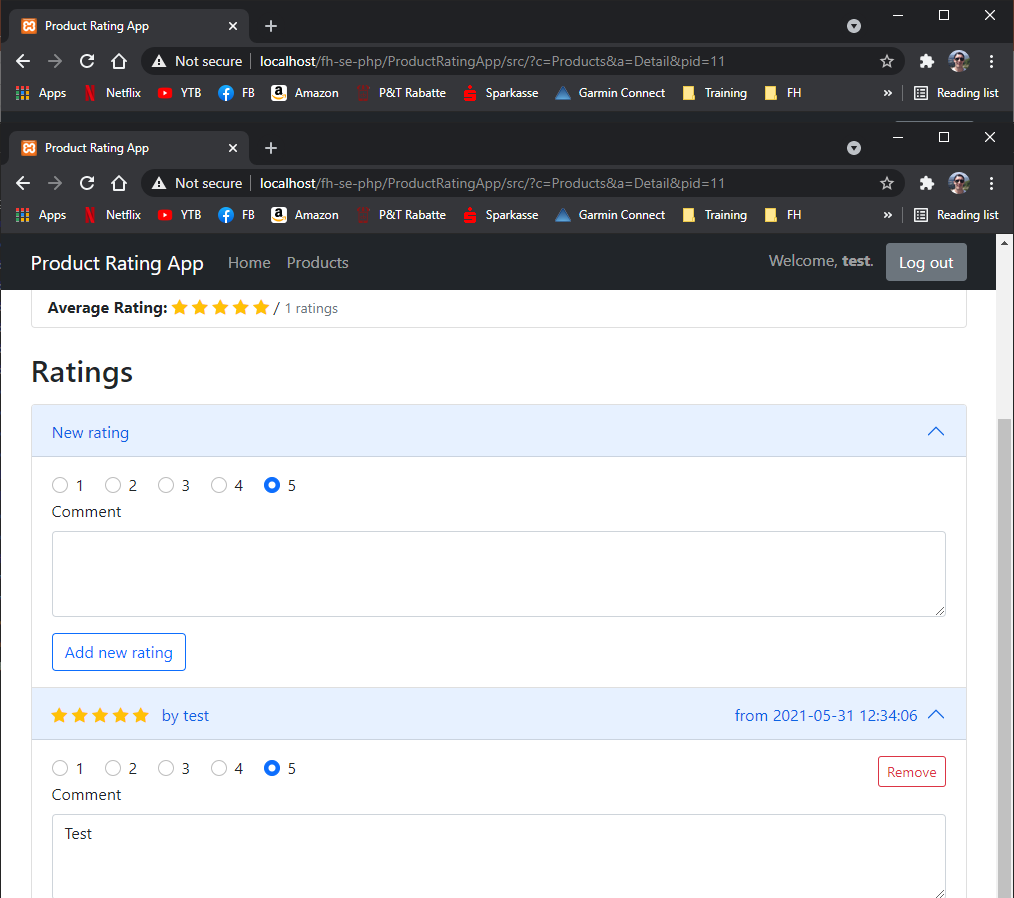 Product Rating App
Not secure localhost/fh-se-php/ProductRatingApp/src/?c=Products&a=Detail&pid=11
Apps Netflix YTB FB Amazon P&T Rabatte Sparkasse Garmin Connect Training FH » Reading list
Product Rating App
Not secure localhost/fh-se-php/ProductRatingApp/src/?c=Products&a=Detail&pid=11
Apps Netflix YTB FB Amazon P&T Rabatte Sparkasse Garmin Connect Training FH » Reading list
Product Rating App Home Products Welcome, test. Log out
Average Rating: / 1 ratings
Ratings
New rating
1 2 3 4 5
Comment
Add new rating
by test from 2021-05-31 12:34:06
1 2 3 4 5 Remove
Comment
Test